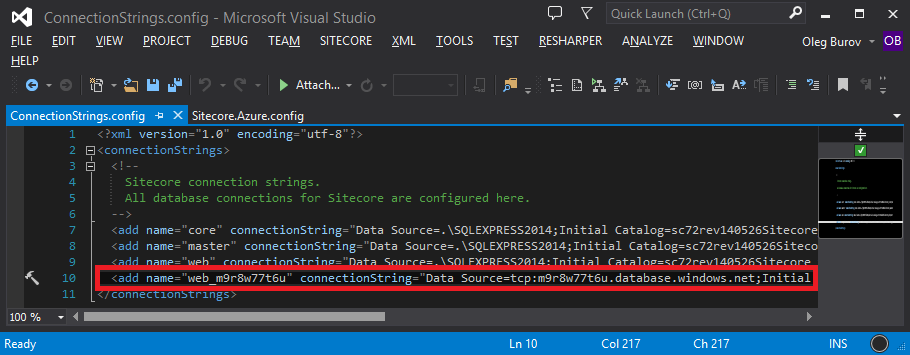 ConnectionStrings.config - Microsoft Visual Studio
Quick Launch (Ctrl+Q)
FILE EDIT VIEW PROJECT DEBUG TEAM SITECORE XML TOOLS TEST RESHARPER ANALYZE WINDOW Oleg Burov OB
HELP
Attach...
ConnectionStrings.config Sitecore.Azure.config
1 <?xml version="1.0" encoding="utf-8"?>
2 <connectionStrings>
3 <!--
4 Sitecore connection strings.
5 All database connections for Sitecore are configured here.
6 -->
7 <add name="core" connectionString="Data Source=.\SQLEXPRESS2014;Initial Catalog=sc72rev140526Sitecore
8 <add name="master" connectionString="Data Source=.\SQLEXPRESS2014;Initial Catalog=sc72rev140526Sitecore
9 <add name="web" connectionString="Data Source=.\SQLEXPRESS2014;Initial Catalog=sc72rev140526Sitecore
10 <add name="web_m9r8w77t6u" connectionString="Data Source=tcp:m9r8w77t6u.database.windows.net;Initial
11 </connectionStrings>
100 %
Ready Ln 10 Col 217 Ch 217 INS